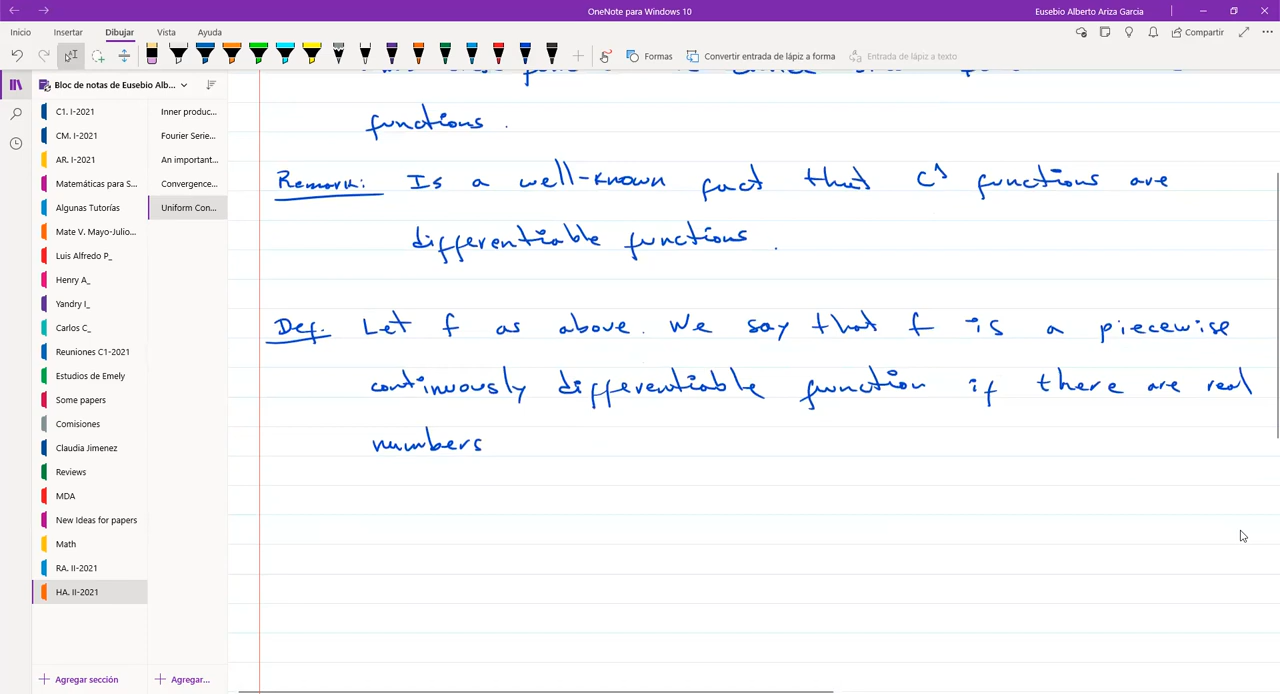 OneNote para Windows 10
Eusebio Alberto Ariza Garcia
Inicio Insertar Dibujar Vista Ayuda
Compartir
Formas Convertir entrada de lápiz a forma Entrada de lápiz a texto
Bloc de notas de Eusebio Alb...
C1. I-2021
CM. I-2021
AR. I-2021
Matemáticas para S...
Algunas Tutorías
Mate V. Mayo-Julio...
Luis Alfredo P_
Henry A_
Yandry I_
Carlos C_
Reuniones C1-2021
Estudios de Emely
Some papers
Comisiones
Claudia Jimenez
Reviews
MDA
New Ideas for papers
Math
RA. II-2021
HA. II-2021
Agregar sección
Inner produc...
Fourier Serie...
An important...
Convergence...
Uniform Con...
Agregar...
functions.
Remark: Is a well-known fact that C¹ functions are
differentiable functions.
Def. Let f as above. We say that f is a piecewise
continuously differentiable function if there are real
numbers